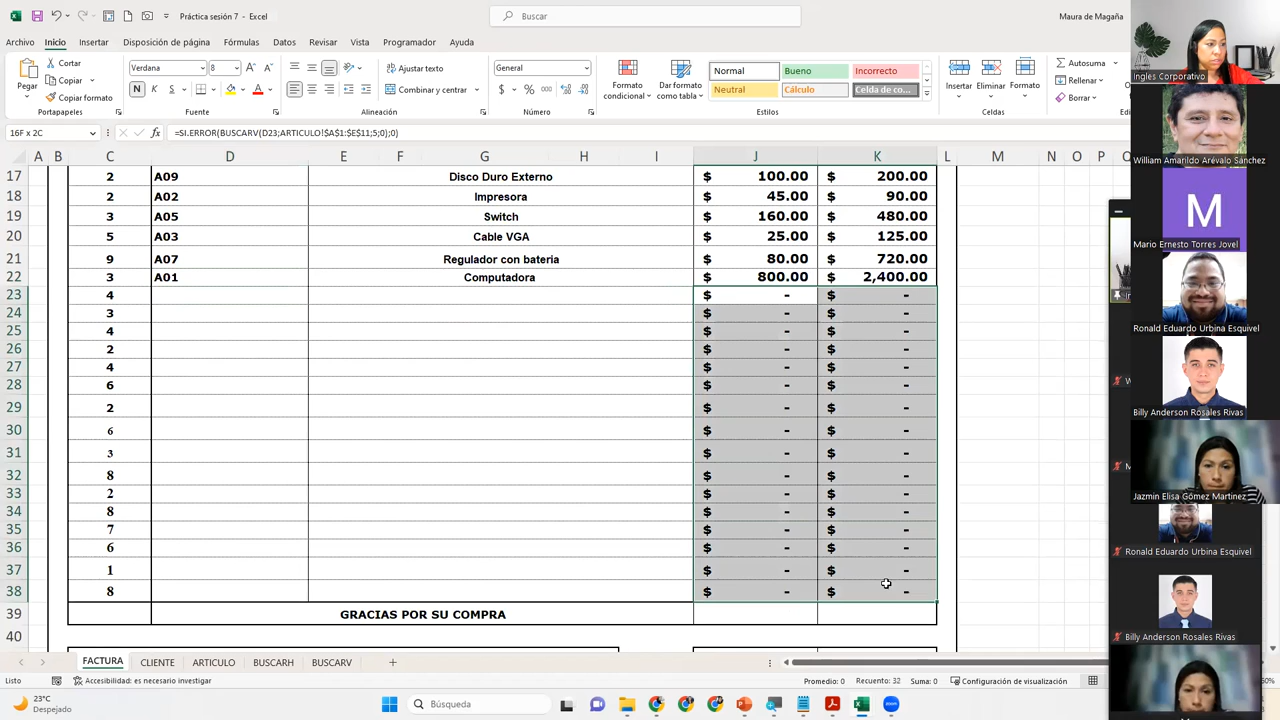 Práctica sesión 7 - Excel
Buscar
Maura de Magaña
Archivo Inicio Insertar Disposición de página Fórmulas Datos Revisar Vista Programador Ayuda
Pegar
Cortar
Copiar
Copiar formato
Portapapeles
Verdana 8
N K S
Fuente
Ajustar texto
Combinar y centrar
Alineación
General
Número
Formato condicional
Dar formato como tabla
Normal Bueno Incorrecto
Neutral Cálculo Celda de co...
Estilos
Insertar Eliminar Formato
Celdas
Autosuma
Rellenar
Borrar
16F x 2C
=SI.ERROR(BUSCARV(D23;ARTICULO!$A$1:$E$11;5;0);0)
A B C D E F G H I J K L M N O P
17 2 A09 Disco Duro Externo $ 100.00 $ 200.00
18 2 A02 Impresora $ 45.00 $ 90.00
19 3 A05 Switch $ 160.00 $ 480.00
20 5 A03 Cable VGA $ 25.00 $ 125.00
21 9 A07 Regulador con bateria $ 80.00 $ 720.00
22 3 A01 Computadora $ 800.00 $ 2,400.00
23 4 $ - $ -
24 3 $ - $ -
25 4 $ - $ -
26 2 $ - $ -
27 4 $ - $ -
28 6 $ - $ -
29 2 $ - $ -
30 6 $ - $ -
31 3 $ - $ -
32 8 $ - $ -
33 2 $ - $ -
34 8 $ - $ -
35 7 $ - $ -
36 6 $ - $ -
37 1 $ - $ -
38 8 $ - $ -
39 GRACIAS POR SU COMPRA
40
FACTURA CLIENTE ARTICULO BUSCARH BUSCARV
Listo
Accesibilidad: es necesario investigar
Promedio: 0 Recuento: 32 Suma: 0
Configuración de visualización
23°C
Despejado
Búsqueda
Ingles Corporativo
William Amarildo Arévalo Sánchez
M
Mario Ernesto Torres Jovel
Ronald Eduardo Urbina Esquivel
Billy Anderson Rosales Rivas
Jazmin Elisa Gómez Martinez
Ronald Eduardo Urbina Esquivel
Billy Anderson Rosales Rivas